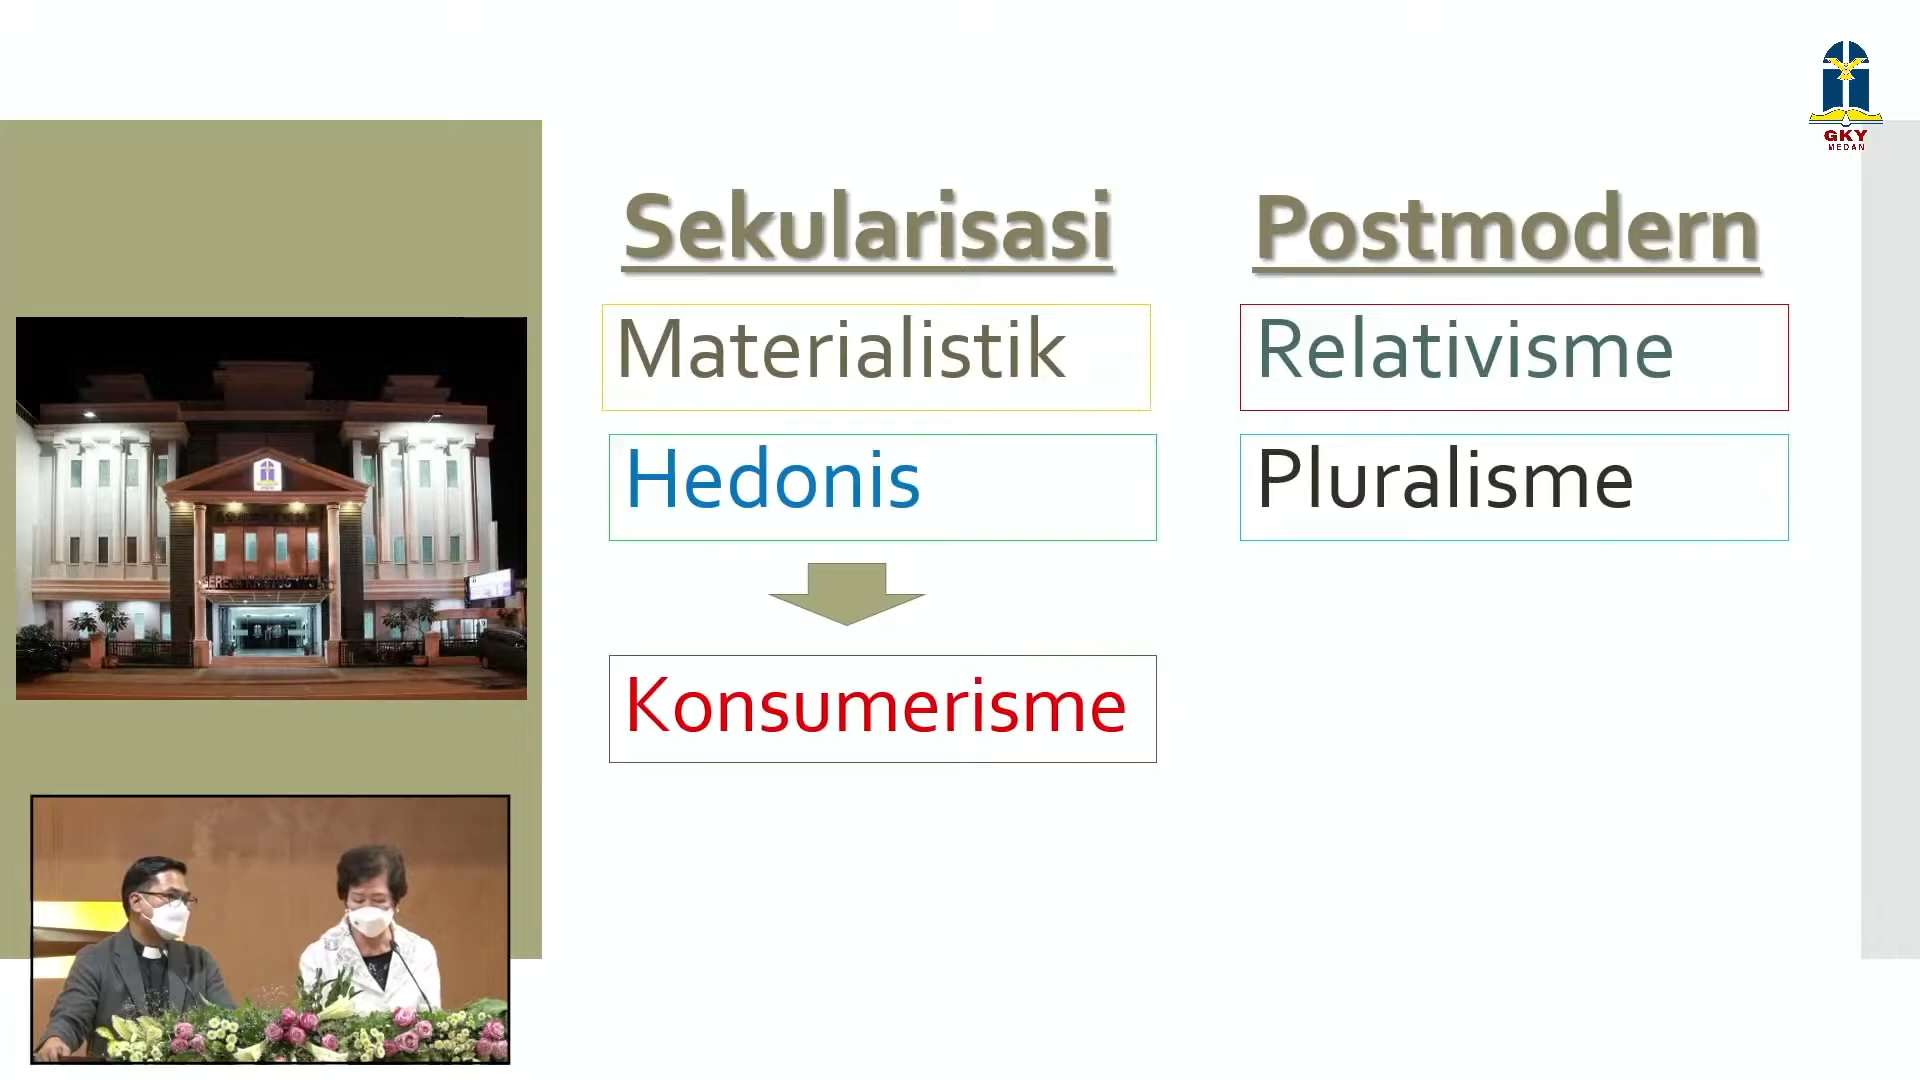 GKY
MEDAN
Sekularisasi
Postmodern
Materialistik
Relativisme
Hedonis
Pluralisme
Konsumerisme